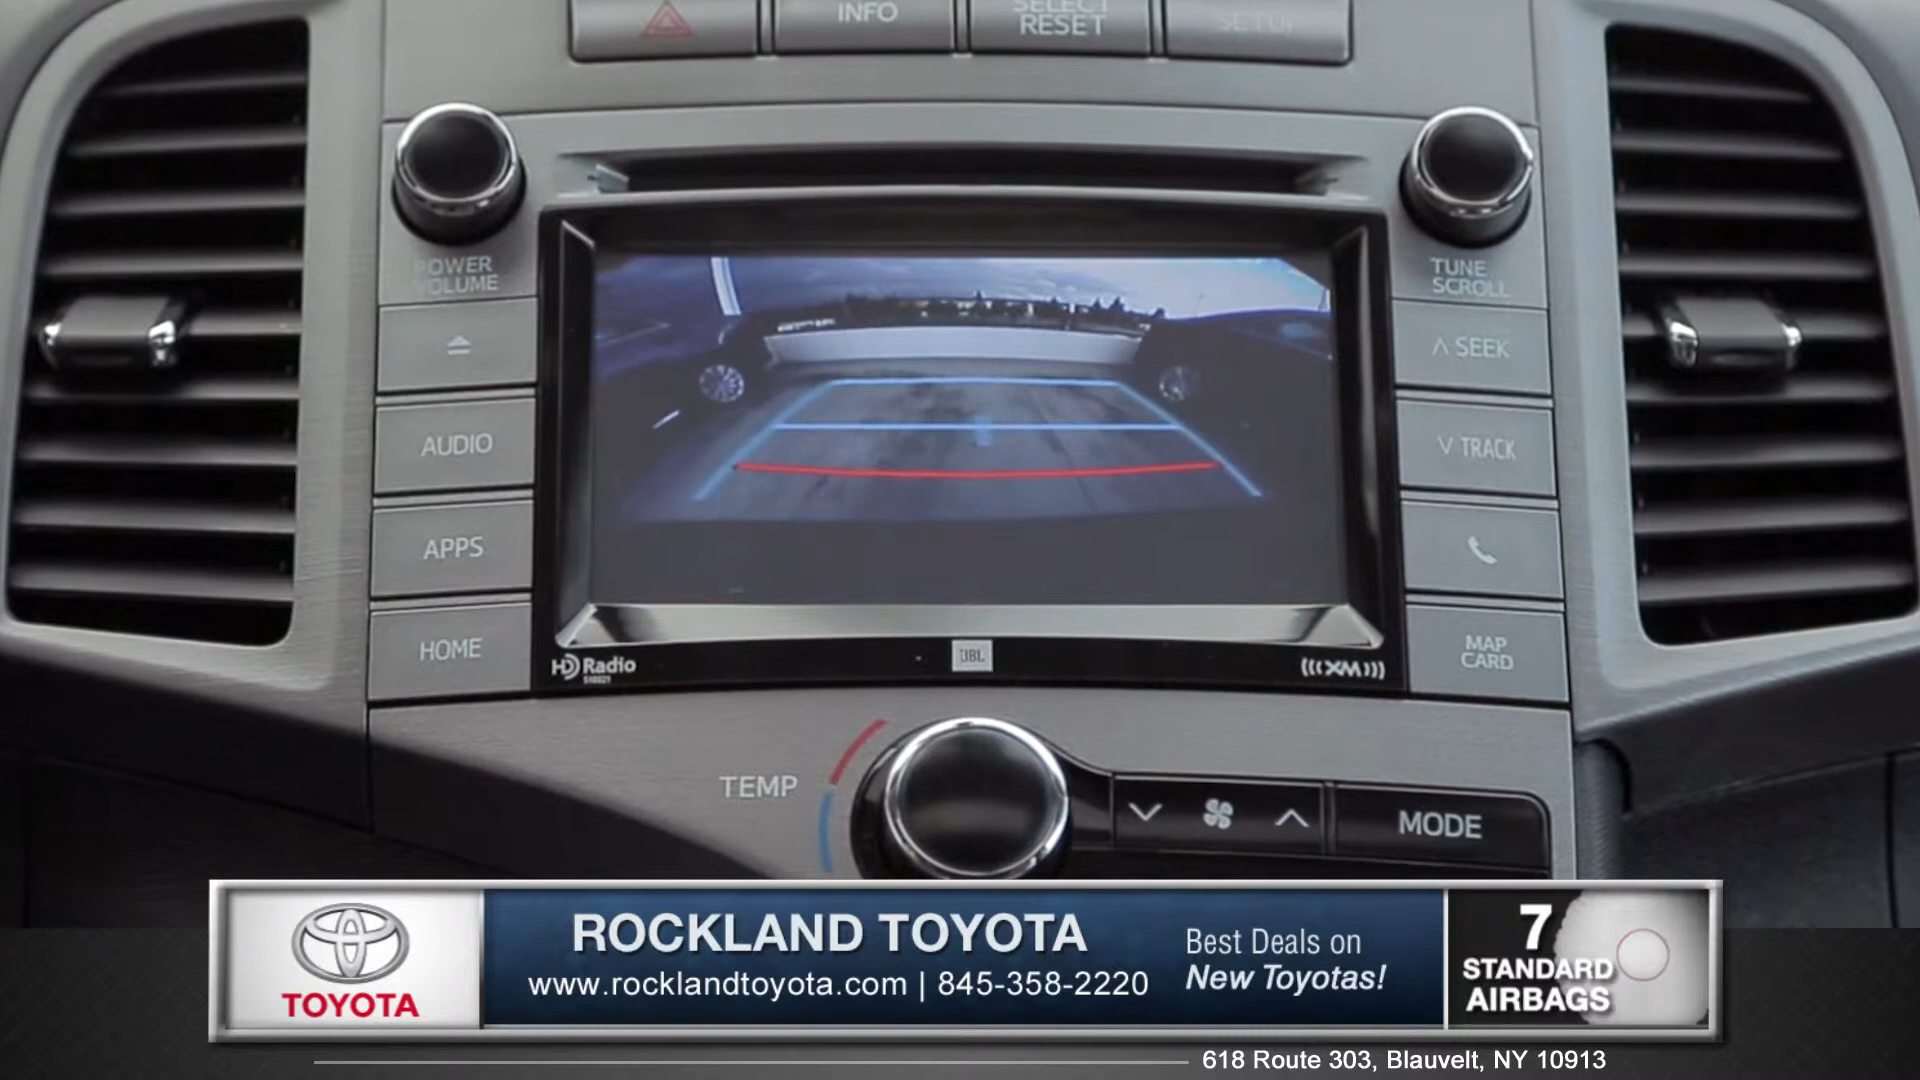 INFO
SELECT
RESET
SETUP
POWER
VOLUME
TUNE
SCROLL
SEEK
AUDIO
TRACK
APPS
HOME
MAP
CARD
HD Radio
JBL
(((XM)))
TEMP
MODE
TOYOTA
ROCKLAND TOYOTA
www.rocklandtoyota.com | 845-358-2220
Best Deals on
New Toyotas!
7
STANDARD
AIRBAGS
618 Route 303, Blauvelt, NY 10913